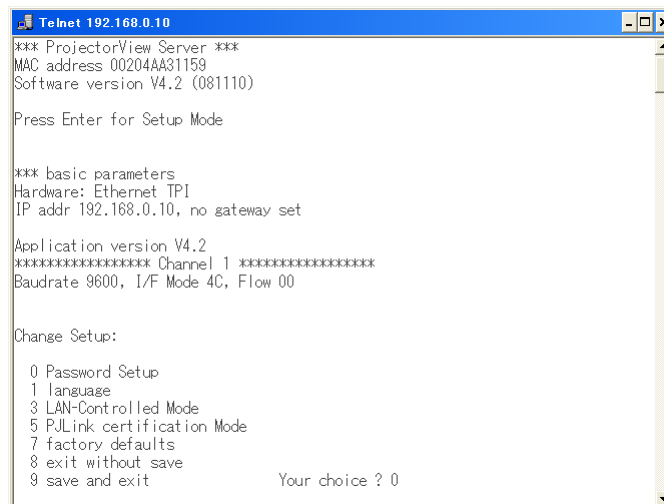 Telnet 192.168.0.10
*** ProjectorView Server ***
MAC address 00204AA31159
Software version V4.2 (081110)
Press Enter for Setup Mode
*** basic parameters
Hardware: Ethernet TPI
IP addr 192.168.0.10, no gateway set
Application version V4.2
***************** Channel 1 *****************
Baudrate 9600, I/F Mode 4C, Flow 00
Change Setup:
0 Password Setup
1 language
3 LAN-Controlled Mode
5 PJLink certification Mode
7 factory defaults
8 exit without save
9 save and exit Your choice ? 0